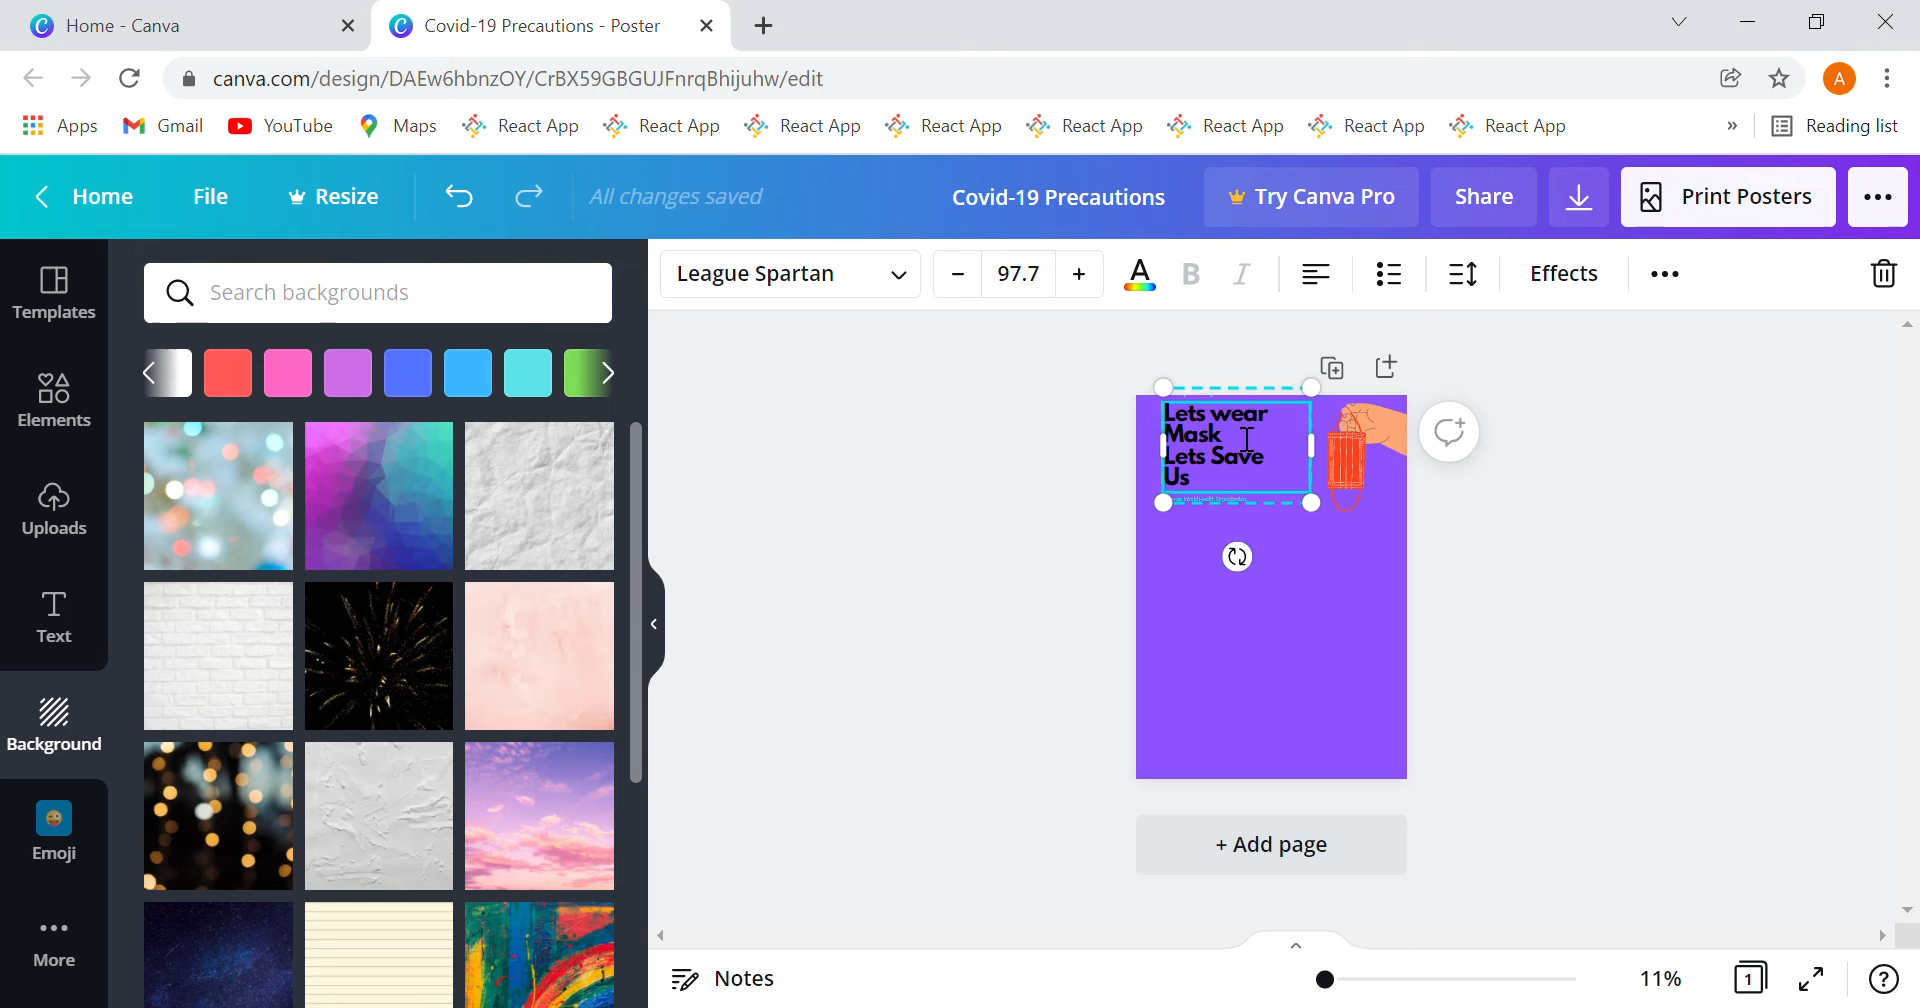 Home - Canva
Covid-19 Precautions - Poster
canva.com/design/DAEw6hbnzOY/CrBX59GBGUJFnrqBhijuhw/edit
A
Apps
Gmail
YouTube
Maps
React App
React App
React App
React App
React App
React App
React App
React App
»
Reading list
Home
File
Resize
All changes saved
Covid-19 Precautions
Try Canva Pro
Share
Print Posters
Templates
Elements
Uploads
Text
Background
Emoji
More
Search backgrounds
League Spartan
97.7
A
B
I
Effects
Lets wear
Mask
Lets Save
Us
+ Add page
Notes
11%
1
?